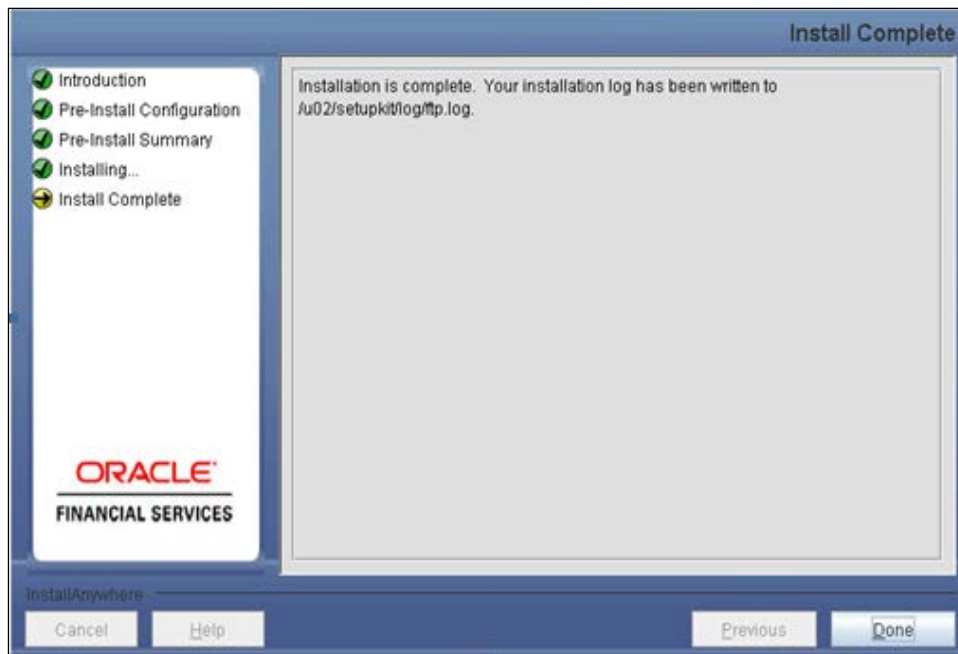 Install Complete
Introduction
Pre-Install Configuration
Pre-Install Summary
Installing...
Install Complete
Installation is complete. Your installation log has been written to
/u02/setupkit/log/ftp.log.
ORACLE
FINANCIAL SERVICES
InstallAnywhere
Cancel
Help
Previous
Done